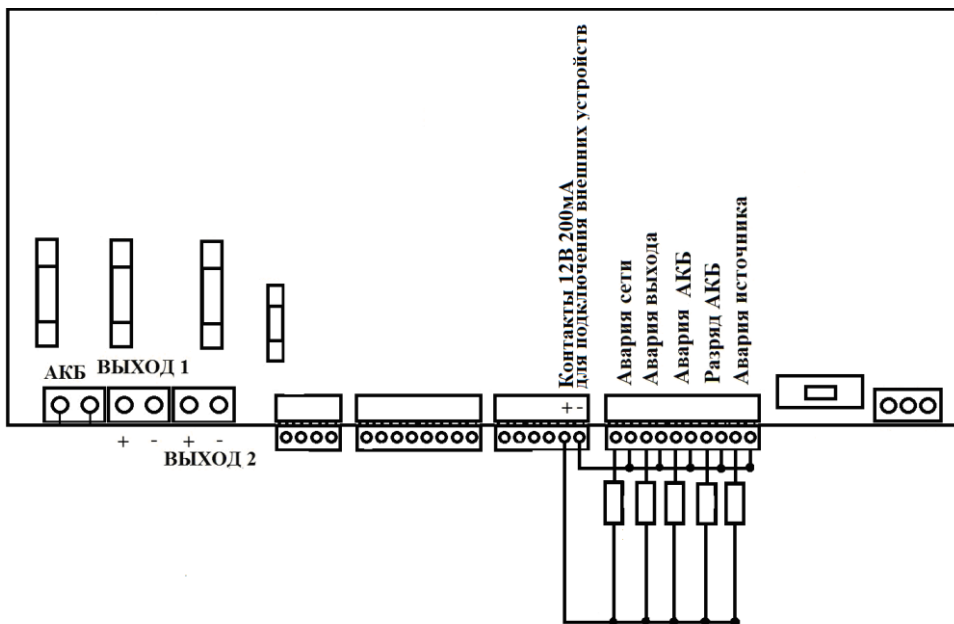 Контакты 12В 200мА
для подключения внешних устройств
Авария сети
Авария выхода
Авария АКБ
Разряд АКБ
Авария источника
АКБ
ВЫХОД 1
+ -
+ - + -
ВЫХОД 2